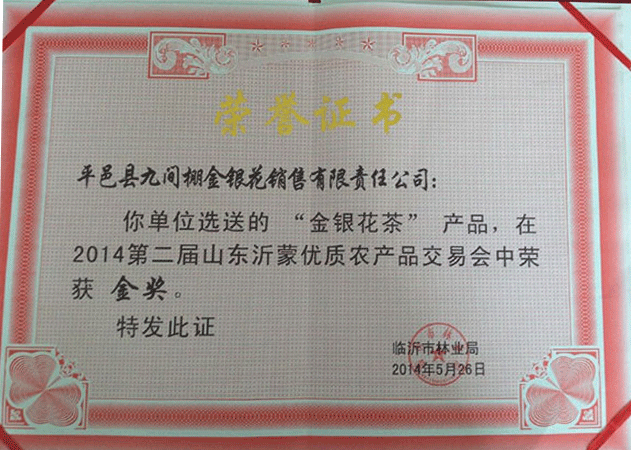 荣誉证书
平邑县九间棚金银花销售有限责任公司：
你单位选送的 “金银花茶” 产品，在
2014第二届山东沂蒙优质农产品交易会中荣
获 金奖。
特发此证
临沂市林业局
2014年5月26日